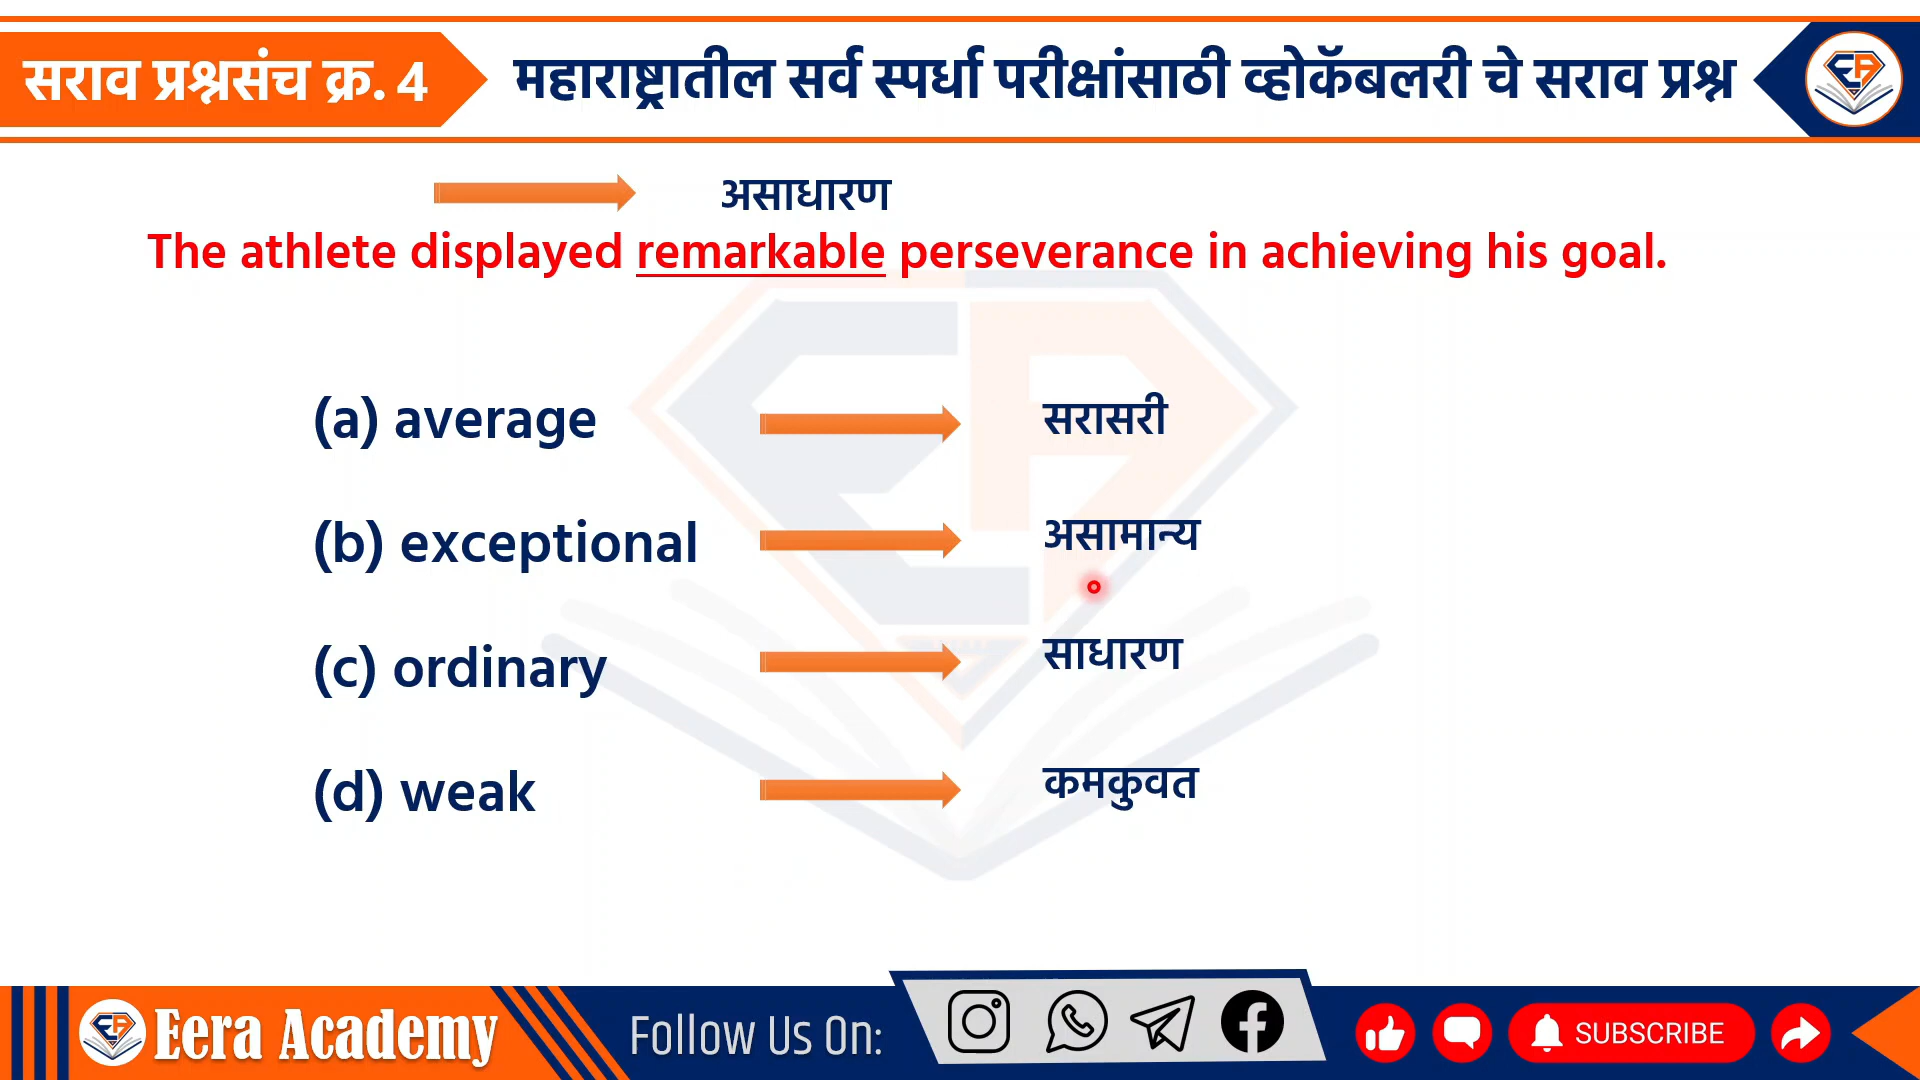 सराव प्रश्नसंच क्र. 4
महाराष्ट्रातील सर्व स्पर्धा परीक्षांसाठी व्होकॅबलरी चे सराव प्रश्न
असाधारण
The athlete displayed remarkable perseverance in achieving his goal.
(a) average
सरासरी
(b) exceptional
असामान्य
(c) ordinary
साधारण
(d) weak
कमकुवत
Eera Academy
Follow Us On:
SUBSCRIBE